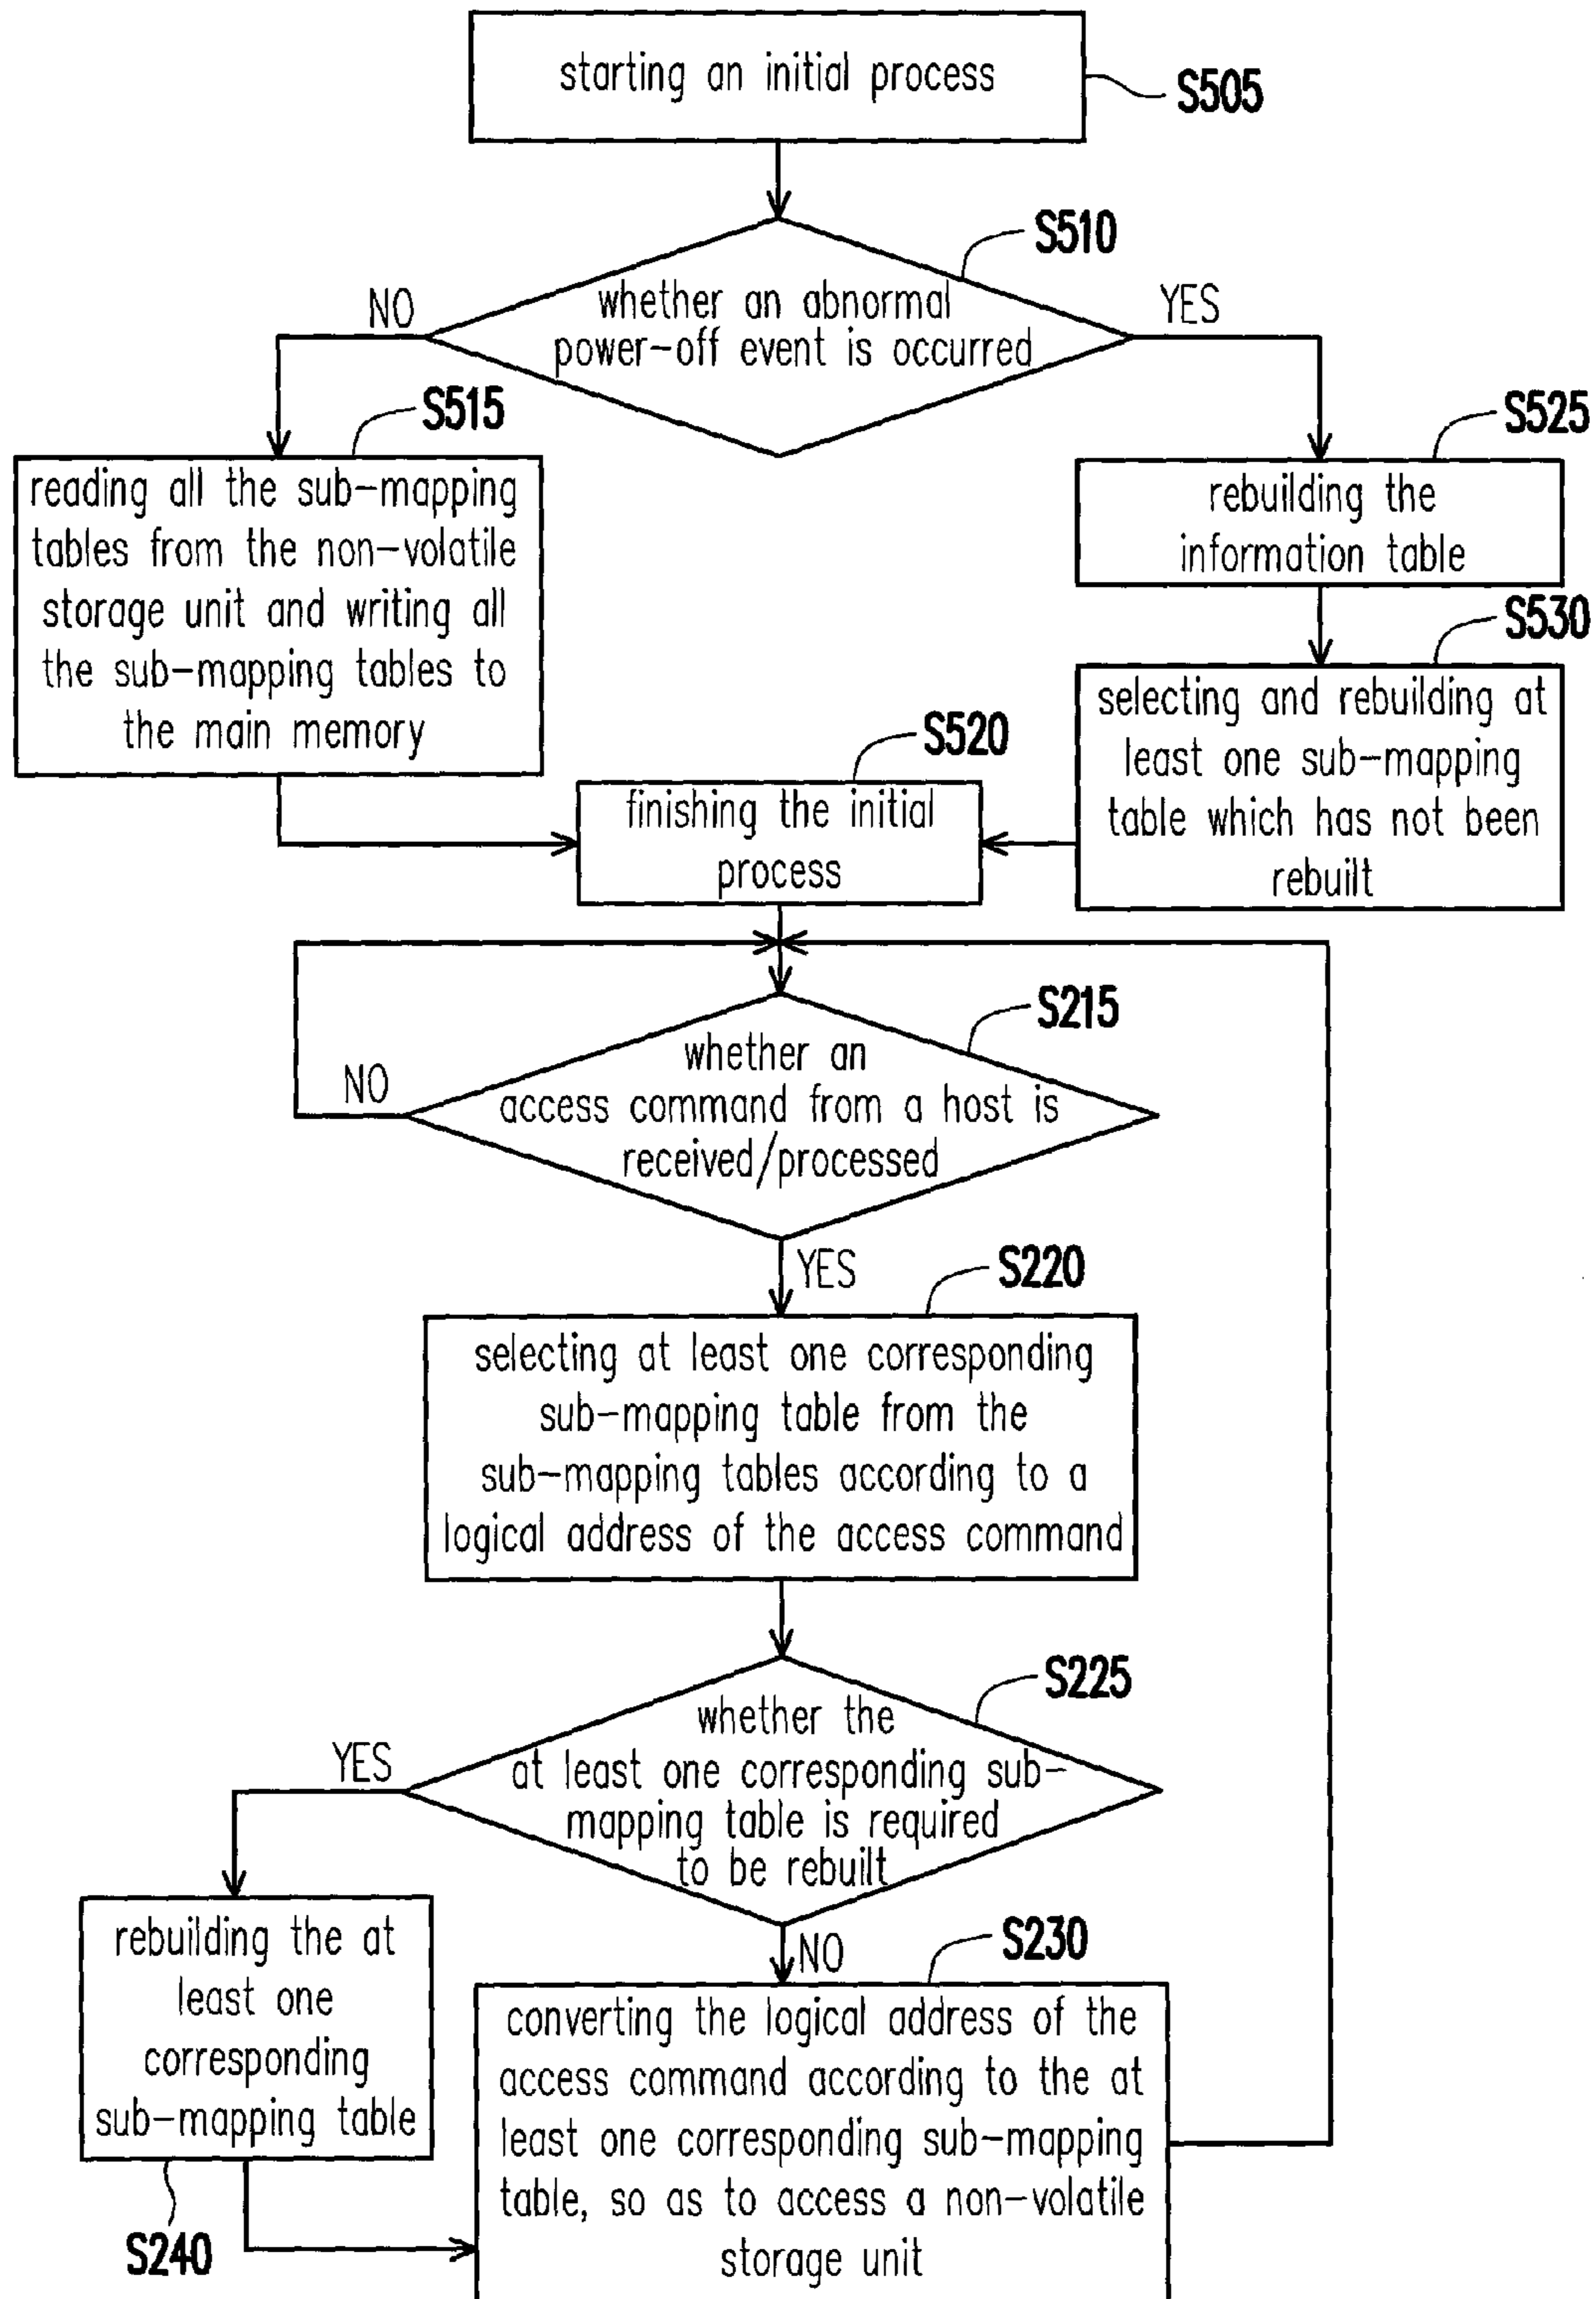 starting an initial process
S505
S510
whether an abnormal
power-off event is occurred
NO
YES
S515
reading all the sub-mapping
tables from the non-volatile
storage unit and writing all
the sub-mapping tables to
the main memory
S525
rebuilding the
information table
S530
selecting and rebuilding at
least one sub-mapping
table which has not been
rebuilt
S520
finishing the initial
process
S215
whether an
access command from a host is
received/processed
NO
YES
S220
selecting at least one corresponding
sub-mapping table from the
sub-mapping tables according to a
logical address of the access command
S225
whether the
at least one corresponding sub-
mapping table is required
to be rebuilt
YES
NO
rebuilding the at
least one
corresponding
sub-mapping table
S240
S230
converting the logical address of the
access command according to the at
least one corresponding sub-mapping
table, so as to access a non-volatile
storage unit